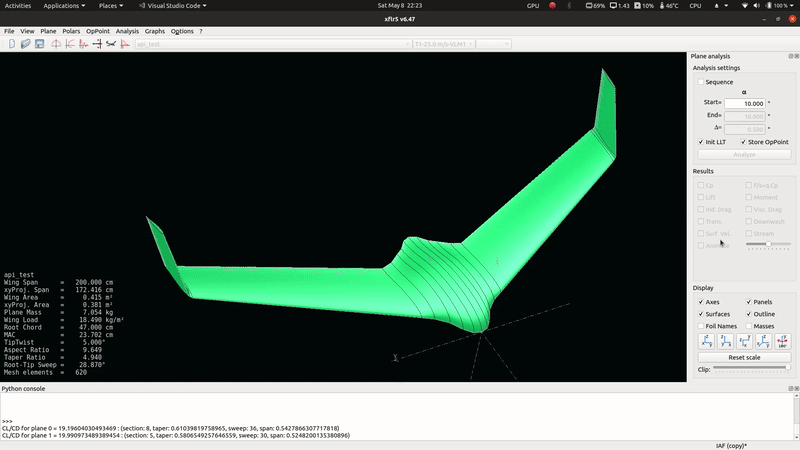 Activities Applications Places Visual Studio Code Sat May 8 22:23 GPU 69% 1.43 10% 46°C CPU 100%
xflr5 v6.47
File View Plane Polars OpPoint Analysis Graphs Options ?
api_test T1-25.0 m/s-VLM1
Plane analysis
Analysis settings
Sequence
α
Start= 10.000 °
End= 10.000 °
Δ= 0.500 °
Init LLT Store OpPoint
Analyze
Results
Cp F/s=q.Cp
Lift Moment
Ind. Drag Visc. Drag
Trans. Downwash
Surf. Vel. Stream
Animate
Display
Axes Panels
Surfaces Outline
Foil Names Masses
Reset scale
Clip:
api_test
Wing Span = 200.000 cm
xyProj. Span = 172.416 cm
Wing Area = 0.415 m²
xyProj. Area = 0.381 m²
Plane Mass = 7.054 kg
Wing Load = 18.490 kg/m²
Root Chord = 47.000 cm
MAC = 23.702 cm
TipTwist = 5.000°
Aspect Ratio = 9.649
Taper Ratio = 4.940
Root-Tip Sweep = 28.870°
Mesh elements = 620
Y
Python console
>>>
CL/CD for plane 0 = 19.19604030493469 : (section: 8, taper: 0.61039819758965, sweep: 36, span: 0.5427866307717818)
CL/CD for plane 1 = 19.990973489389454 : (section: 5, taper: 0.5806549257646559, sweep: 30, span: 0.5248200135380896)
IAF (copy)*